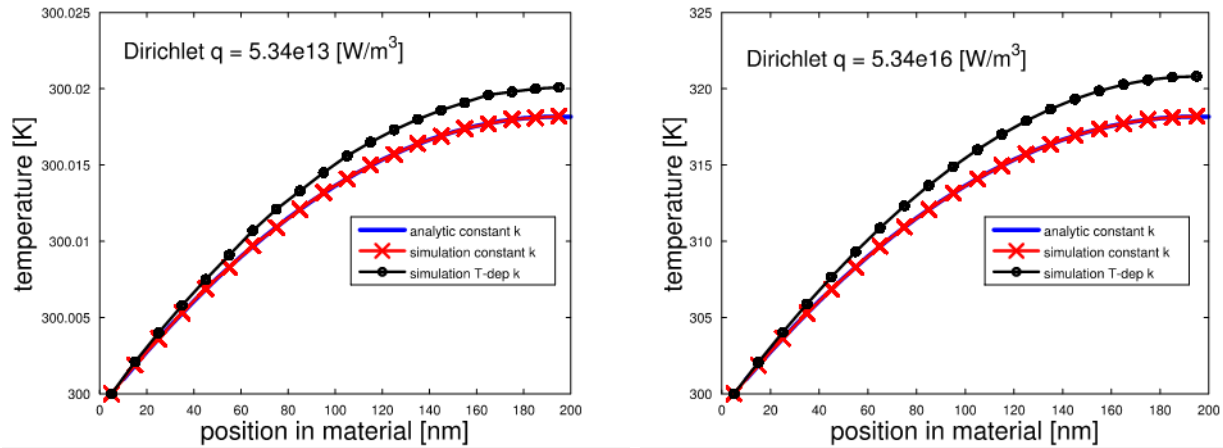 300.025
Dirichlet q = 5.34e13 [W/m³]
300.02
300.015
300.01
300.005
300
temperature [K]
analytic constant k
simulation constant k
simulation T-dep k
0 20 40 60 80 100 120 140 160 180 200
position in material [nm]
325
Dirichlet q = 5.34e16 [W/m³]
320
315
310
305
300
temperature [K]
analytic constant k
simulation constant k
simulation T-dep k
0 20 40 60 80 100 120 140 160 180 200
position in material [nm]